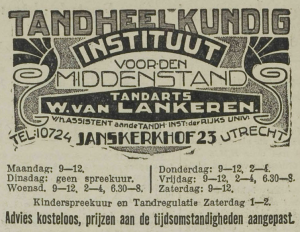 TANDHEELKUNDIG
INSTITUUT
VOOR·DEN
MIDDENSTAND
TANDARTS
W. VAN LANKEREN.
W.N. ASSISTENT aan de TANDH: INST: der RIJKS UNIV:
TEL: 10724 JANSKERKHOF 23 UTRECHT
Maandag: 9—12, 2—4.
Dinsdag: geen spreekuur.
Woensd. 9—12, 2—4, 6.30—8.
Donderdag: 9—12, 2—4.
Vrijdag: 9—12, 2—4, 6.30—8.
Zaterdag: 9—12.
Kinderspreekuur en Tandregulatie Zaterdag 1—2.
Advies kosteloos, prijzen aan de tijdsomstandigheden aangepast.